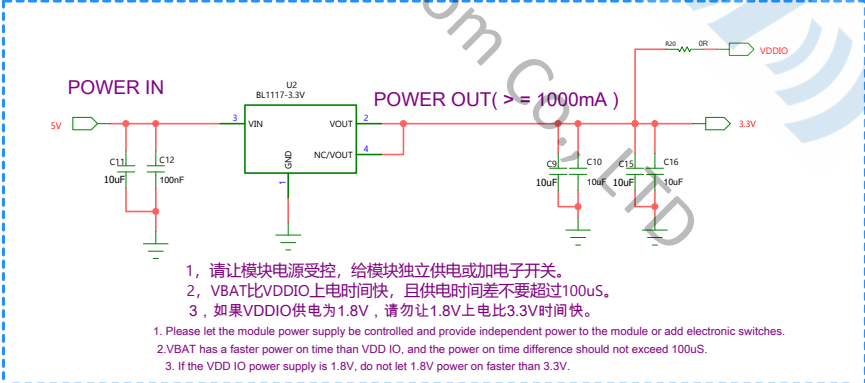 om Co., LTD
R20 0R
VDDIO
POWER IN
U2
BL1117-3.3V
POWER OUT( > = 1000mA )
5V
3 VIN
VOUT 2
3.3V
NC/VOUT 4
GND
1
C11
10uF
C12
100nF
C9
10uF
C10
10uF
C15
10uF
C16
10uF
1，请让模块电源受控，给模块独立供电或加电子开关。
2，VBAT比VDDIO上电时间快，且供电时间差不要超过100uS。
3，如果VDDIO供电为1.8V，请勿让1.8V上电比3.3V时间快。
1. Please let the module power supply be controlled and provide independent power to the module or add electronic switches.
2.VBAT has a faster power on time than VDD IO, and the power on time difference should not exceed 100uS.
3. If the VDD IO power supply is 1.8V, do not let 1.8V power on faster than 3.3V.